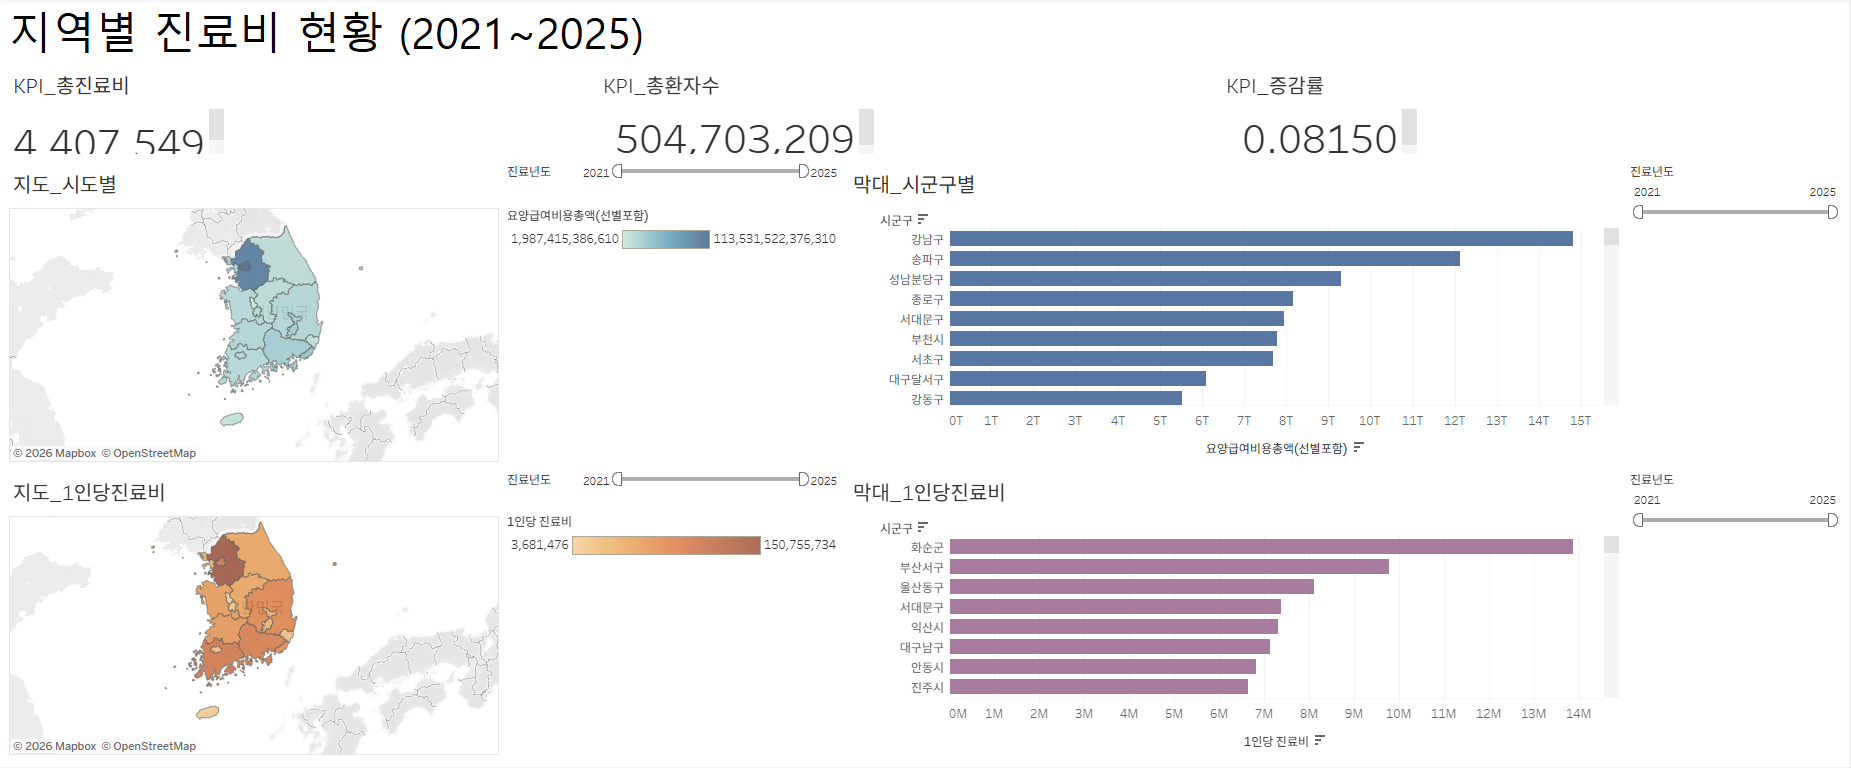 지역별 진료비 현황 (2021~2025)
KPI_총진료비
KPI_총환자수
KPI_증감률
4,407,549
504,703,209
0.08150
지도_시도별
진료년도
2021
2025
요양급여비용총액(선별포함)
1,987,415,386,610
113,531,522,376,310
© 2026 Mapbox © OpenStreetMap
막대_시군구별
진료년도
2021
2025
시군구
강남구
송파구
성남분당구
종로구
서대문구
부천시
서초구
대구달서구
강동구
0T 1T 2T 3T 4T 5T 6T 7T 8T 9T 10T 11T 12T 13T 14T 15T
요양급여비용총액(선별포함)
지도_1인당진료비
진료년도
2021
2025
1인당 진료비
3,681,476
150,755,734
© 2026 Mapbox © OpenStreetMap
막대_1인당진료비
진료년도
2021
2025
시군구
화순군
부산서구
울산동구
서대문구
익산시
대구남구
안동시
진주시
0M 1M 2M 3M 4M 5M 6M 7M 8M 9M 10M 11M 12M 13M 14M
1인당 진료비